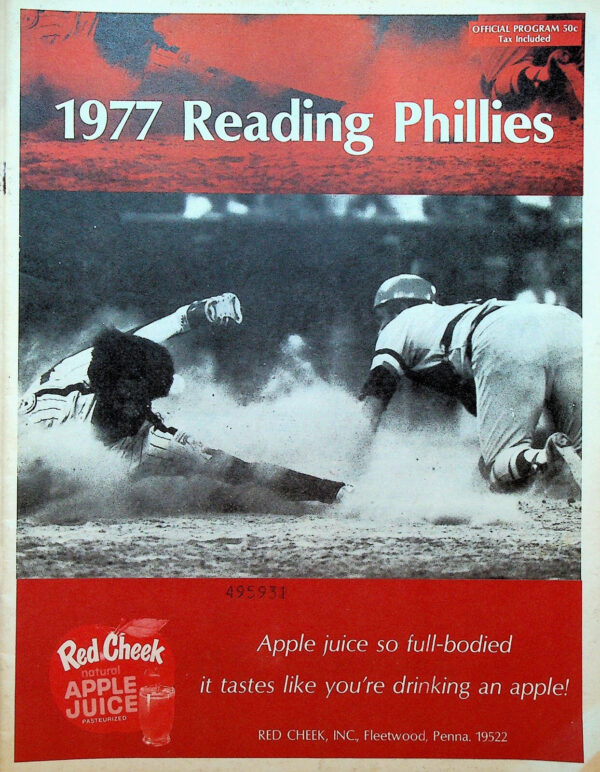 OFFICIAL PROGRAM 50c
Tax Included
1977 Reading Phillies
495931
Red Cheek
natural
APPLE
JUICE
PASTEURIZED
Apple juice so full-bodied
it tastes like you're drinking an apple!
RED CHEEK, INC., Fleetwood, Penna. 19522